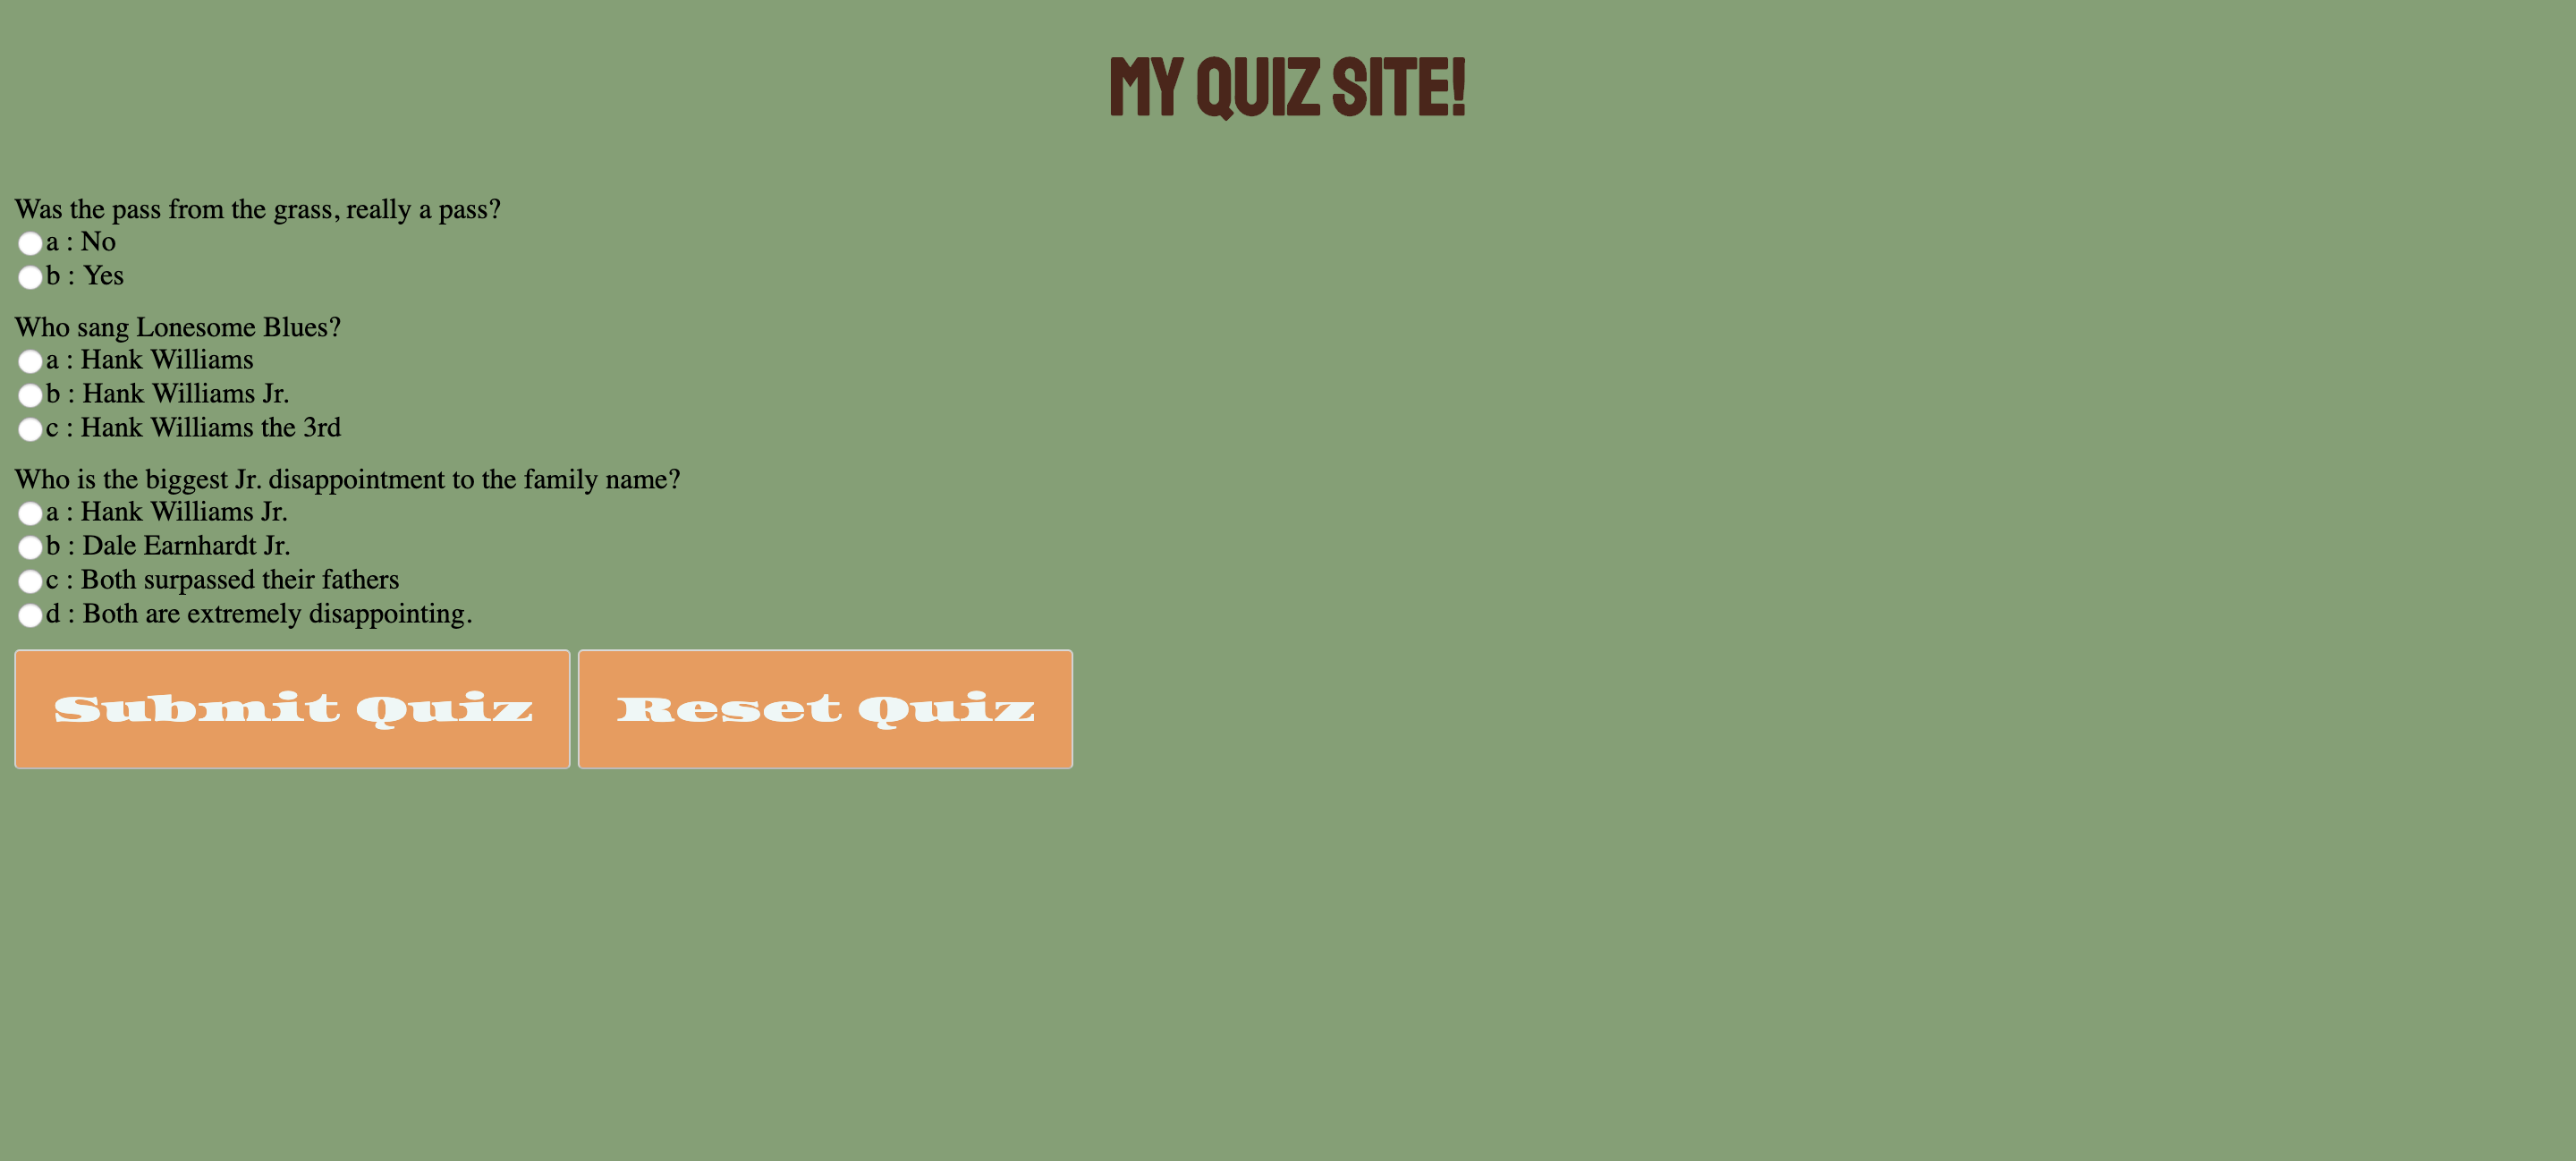 MY QUIZ SITE!
Was the pass from the grass, really a pass?
a : No
b : Yes
Who sang Lonesome Blues?
a : Hank Williams
b : Hank Williams Jr.
c : Hank Williams the 3rd
Who is the biggest Jr. disappointment to the family name?
a : Hank Williams Jr.
b : Dale Earnhardt Jr.
c : Both surpassed their fathers
d : Both are extremely disappointing.
Submit Quiz Reset Quiz